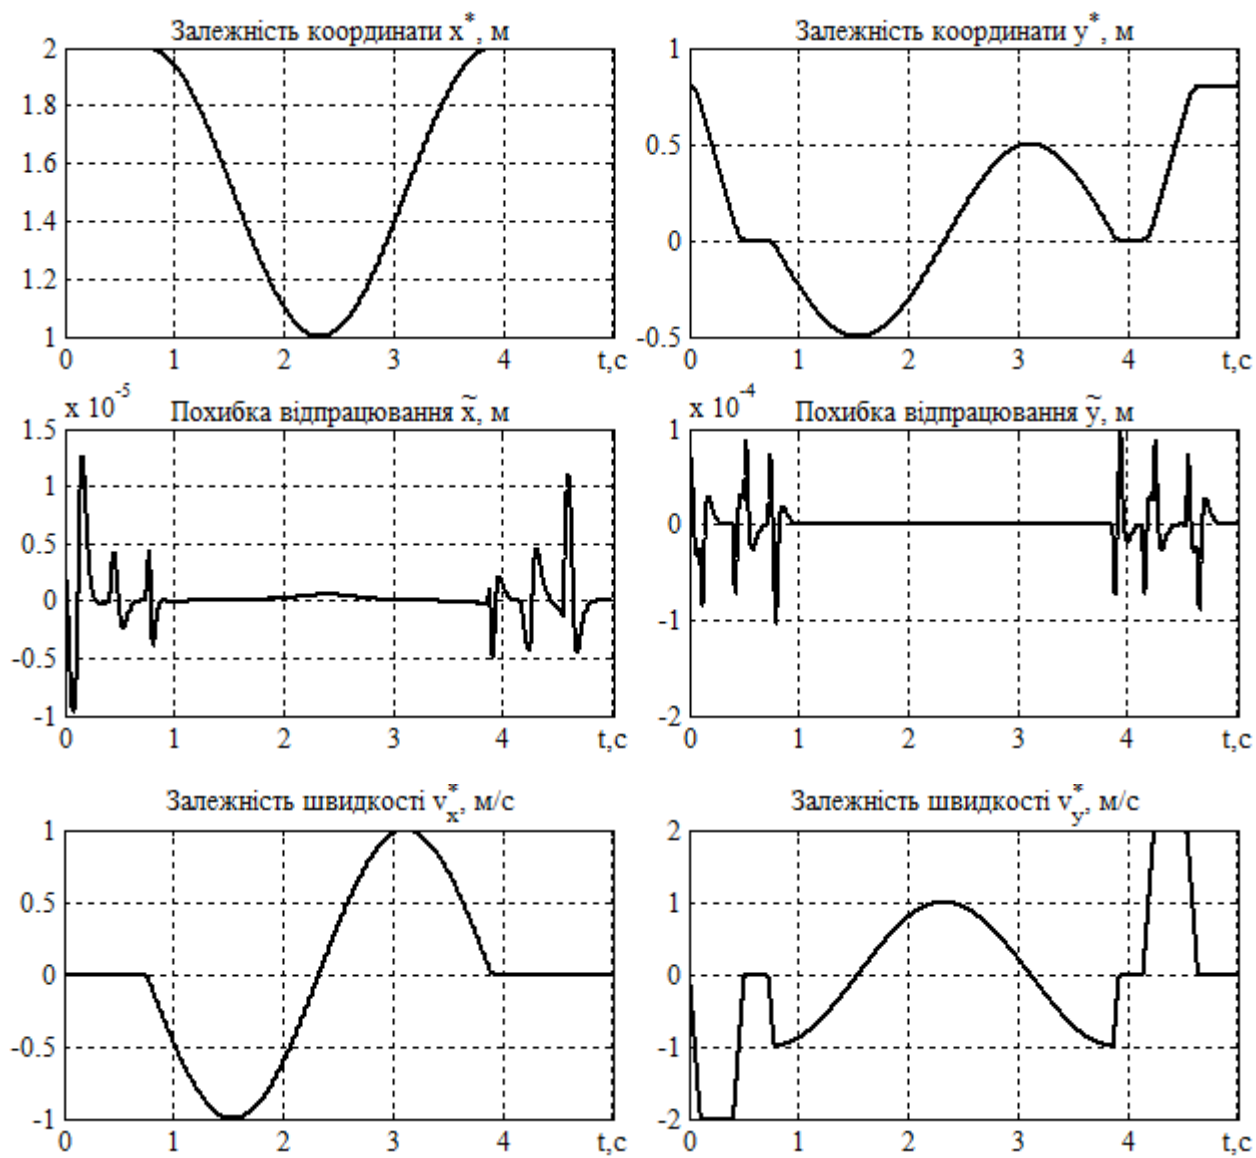 Залежність координати x*, м
2
1.8
1.6
1.4
1.2
1
0 1 2 3 4 t,c
Залежність координати y*, м
1
0.5
0
-0.5
0 1 2 3 4 t,c
x 10^-5
Похибка відпрацювання x̃, м
1.5
1
0.5
0
-0.5
-1
0 1 2 3 4 t,c
x 10^-4
Похибка відпрацювання ỹ, м
1
0
-1
-2
0 1 2 3 4 t,c
Залежність швидкості v_x^*, м/с
1
0.5
0
-0.5
-1
0 1 2 3 4 t,c
Залежність швидкості v_y^*, м/с
2
1
0
-1
-2
0 1 2 3 4 t,c